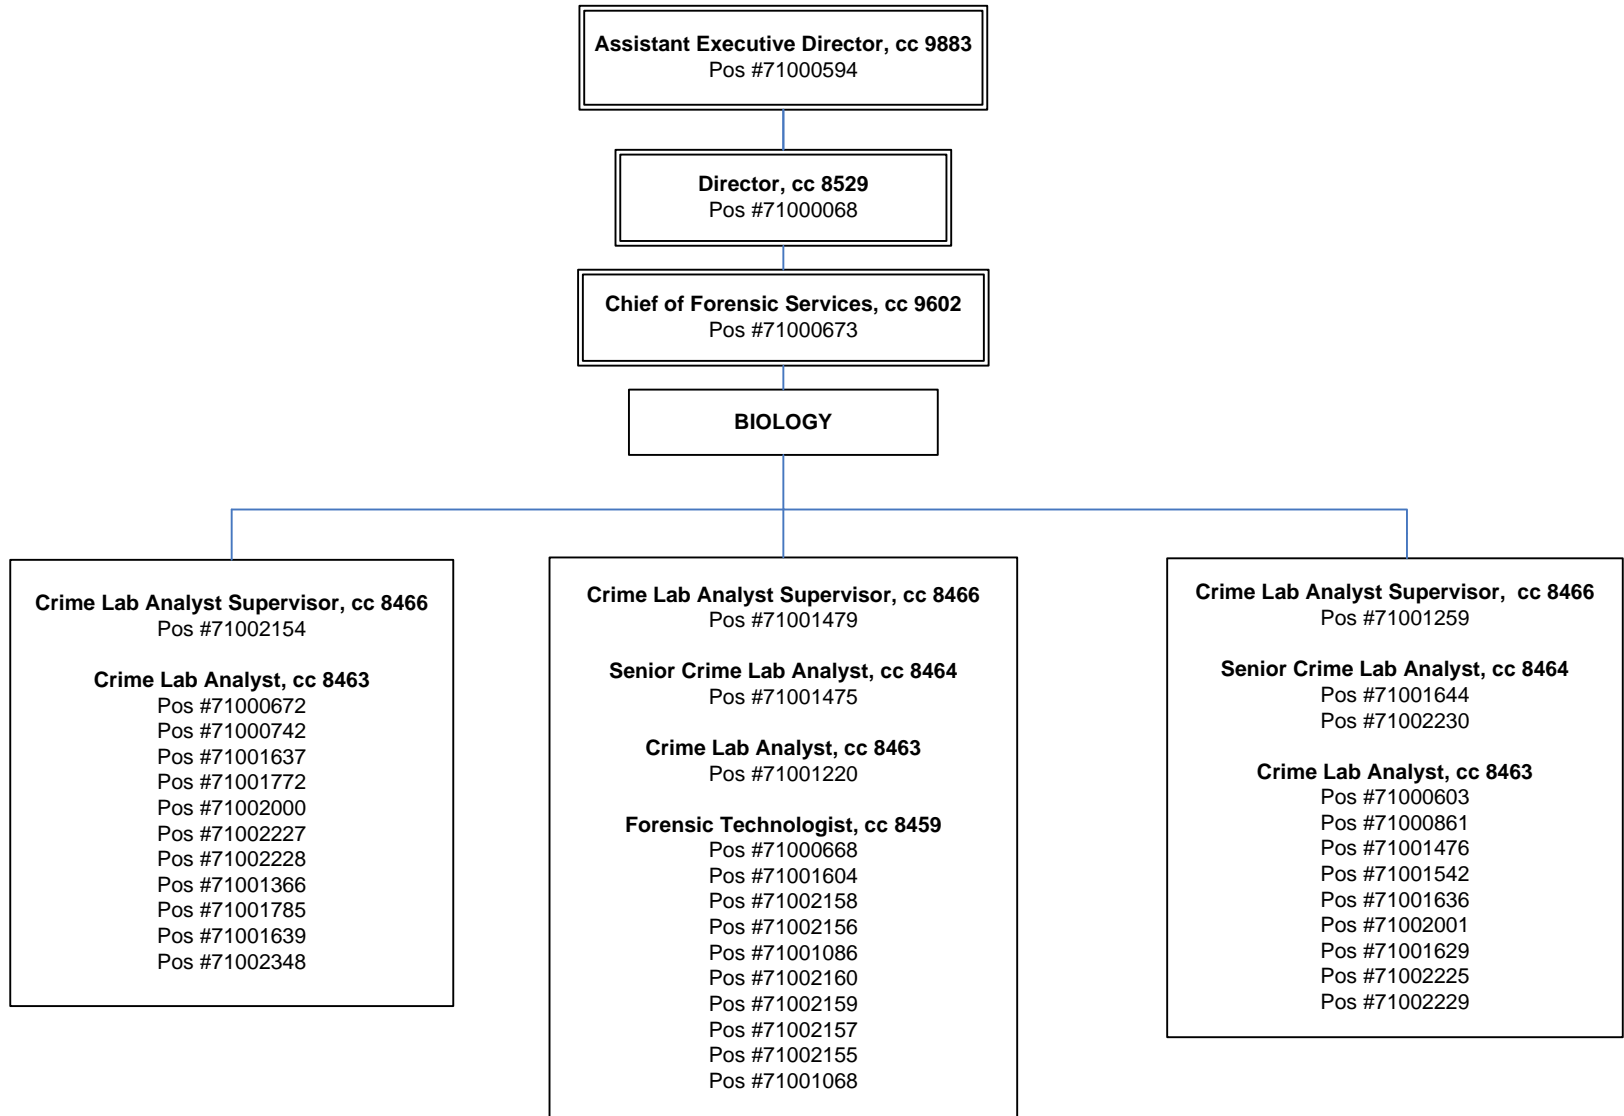 Assistant Executive Director, cc 9883
Pos #71000594
Director, cc 8529
Pos #71000068
Chief of Forensic Services, cc 9602
Pos #71000673
BIOLOGY
Crime Lab Analyst Supervisor, cc 8466
Pos #71002154
Crime Lab Analyst, cc 8463
Pos #71000672
Pos #71000742
Pos #71001637
Pos #71001772
Pos #71002000
Pos #71002227
Pos #71002228
Pos #71001366
Pos #71001785
Pos #71001639
Pos #71002348
Crime Lab Analyst Supervisor, cc 8466
Pos #71001479
Senior Crime Lab Analyst, cc 8464
Pos #71001475
Crime Lab Analyst, cc 8463
Pos #71001220
Forensic Technologist, cc 8459
Pos #71000668
Pos #71001604
Pos #71002158
Pos #71002156
Pos #71001086
Pos #71002160
Pos #71002159
Pos #71002157
Pos #71002155
Pos #71001068
Crime Lab Analyst Supervisor,  cc 8466
Pos #71001259
Senior Crime Lab Analyst, cc 8464
Pos #71001644
Pos #71002230
Crime Lab Analyst, cc 8463
Pos #71000603
Pos #71000861
Pos #71001476
Pos #71001542
Pos #71001636
Pos #71002001
Pos #71001629
Pos #71002225
Pos #71002229